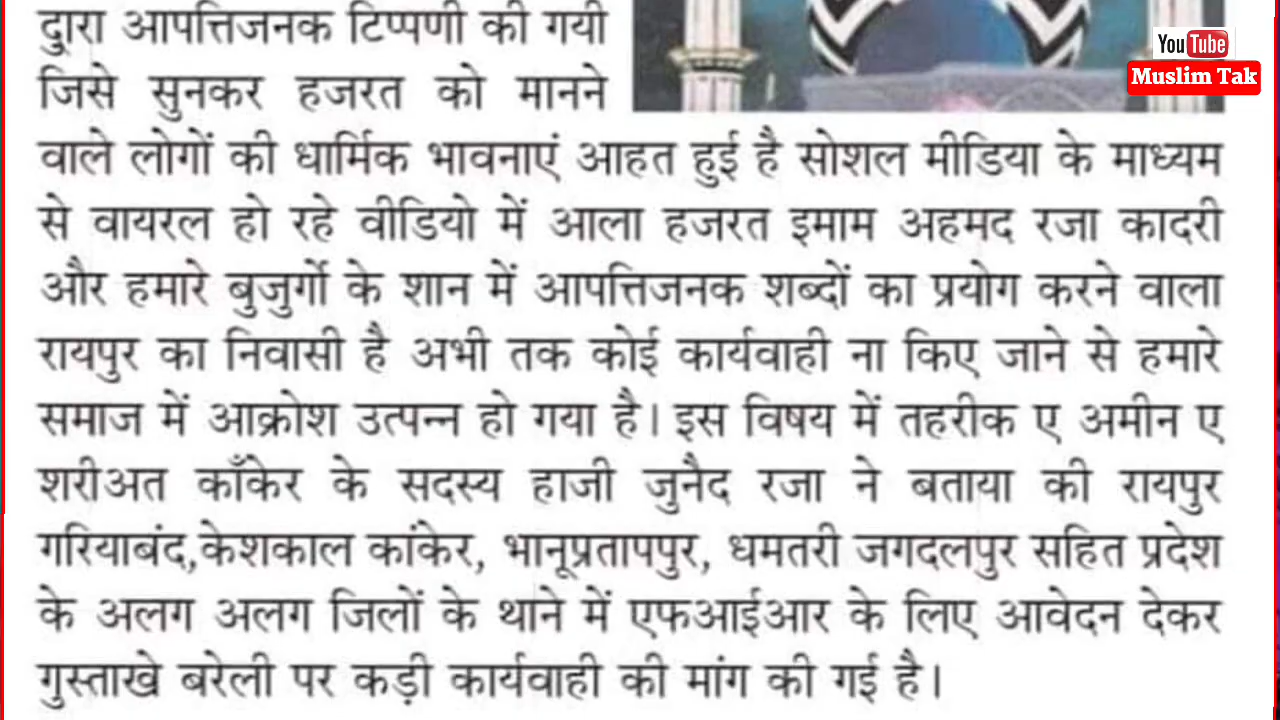 द्वारा आपत्तिजनक टिप्पणी की गयी
जिसे सुनकर हजरत को मानने
वाले लोगों की धार्मिक भावनाएं आहत हुई है सोशल मीडिया के माध्यम
से वायरल हो रहे वीडियो में आला हजरत इमाम अहमद रजा कादरी
और हमारे बुजुर्गो के शान में आपत्तिजनक शब्दों का प्रयोग करने वाला
रायपुर का निवासी है अभी तक कोई कार्यवाही ना किए जाने से हमारे
समाज में आक्रोश उत्पन्न हो गया है। इस विषय में तहरीक ए अमीन ए
शरीअत काँकेर के सदस्य हाजी जुनैद रजा ने बताया की रायपुर
गरियाबंद,केशकाल कांकेर, भानूप्रतापपुर, धमतरी जगदलपुर सहित प्रदेश
के अलग अलग जिलों के थाने में एफआईआर के लिए आवेदन देकर
गुस्ताखे बरेली पर कड़ी कार्यवाही की मांग की गई है।
YouTube
Muslim Tak